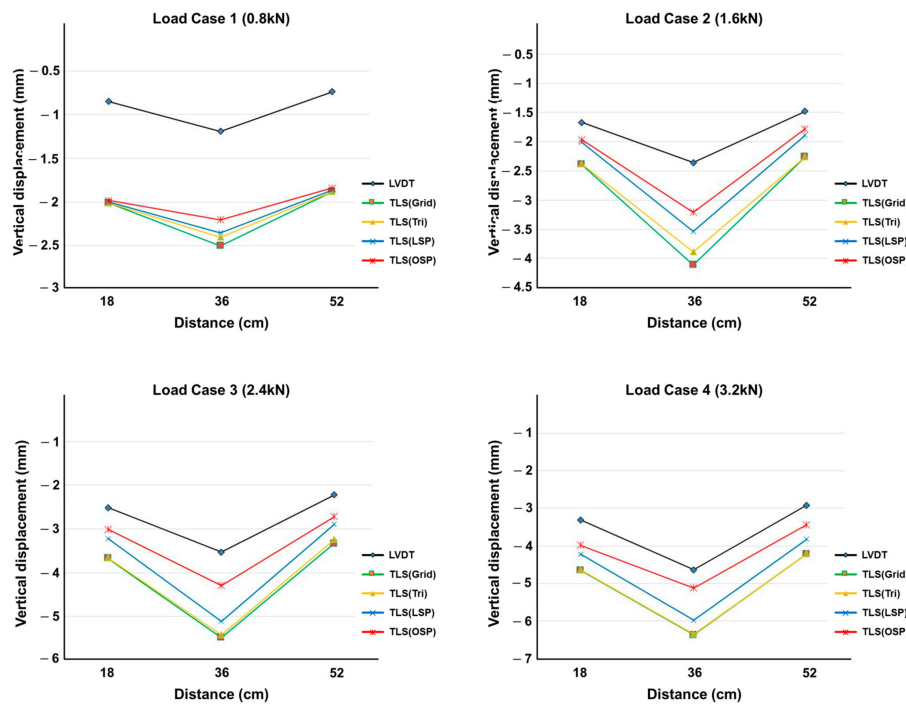 Load Case 1 (0.8kN)
Vertical displacement (mm)
−0.5
−1
−1.5
−2
−2.5
−3
18
36
52
Distance (cm)
LVDT
TLS(Grid)
TLS(Tri)
TLS(LSP)
TLS(OSP)
Load Case 2 (1.6kN)
Vertical displacement (mm)
−0.5
−1
−1.5
−2
−2.5
−3
−3.5
−4
−4.5
18
36
52
Distance (cm)
LVDT
TLS(Grid)
TLS(Tri)
TLS(LSP)
TLS(OSP)
Load Case 3 (2.4kN)
Vertical displacement (mm)
−1
−2
−3
−4
−5
−6
18
36
52
Distance (cm)
LVDT
TLS(Grid)
TLS(Tri)
TLS(LSP)
TLS(OSP)
Load Case 4 (3.2kN)
Vertical displacement (mm)
−1
−2
−3
−4
−5
−6
−7
18
36
52
Distance (cm)
LVDT
TLS(Grid)
TLS(Tri)
TLS(LSP)
TLS(OSP)